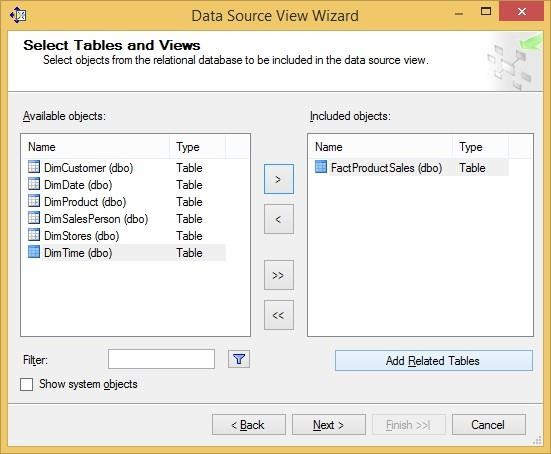 Data Source View Wizard
Select Tables and Views
Select objects from the relational database to be included in the data source view.
Available objects:
Name Type
DimCustomer (dbo) Table
DimDate (dbo) Table
DimProduct (dbo) Table
DimSalesPerson (dbo) Table
DimStores (dbo) Table
DimTime (dbo) Table
>
<
>>
<<
Included objects:
Name Type
FactProductSales (dbo) Table
Filter:
Add Related Tables
Show system objects
< Back
Next >
Finish >>|
Cancel